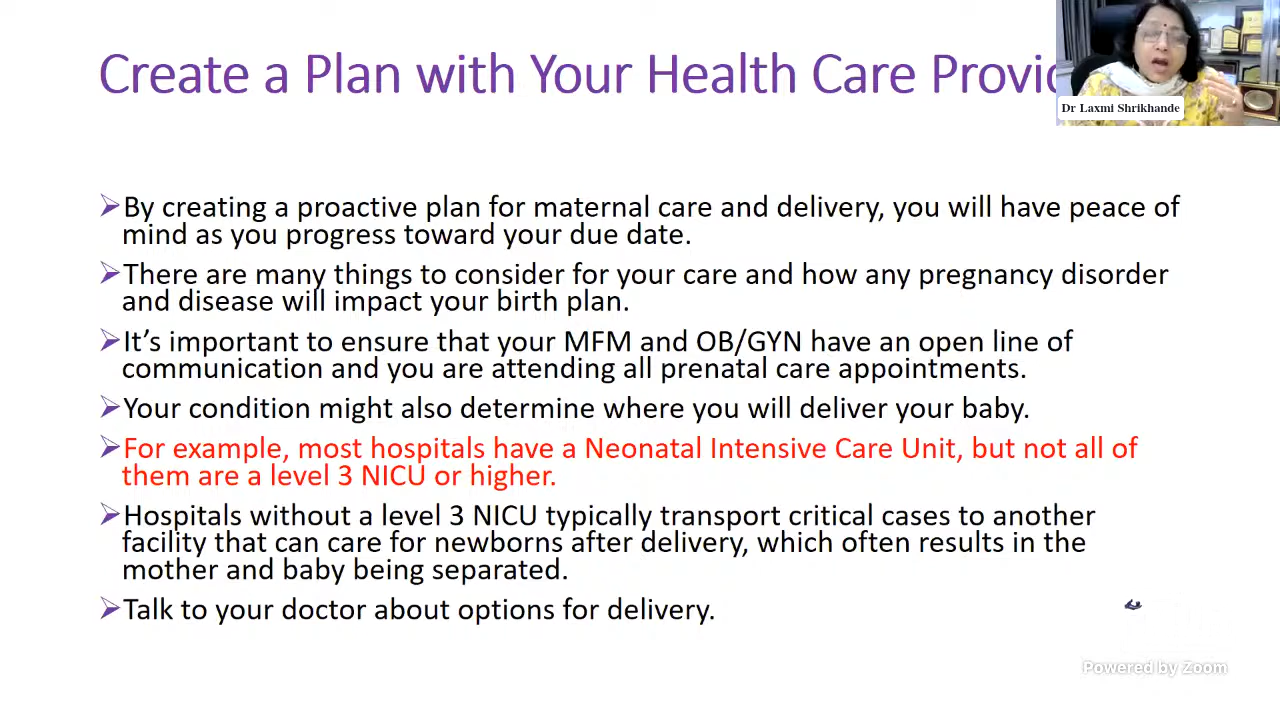 Create a Plan with Your Health Care Provi
Dr Laxmi Shrikhande
By creating a proactive plan for maternal care and delivery, you will have peace of
mind as you progress toward your due date.
There are many things to consider for your care and how any pregnancy disorder
and disease will impact your birth plan.
It’s important to ensure that your MFM and OB/GYN have an open line of
communication and you are attending all prenatal care appointments.
Your condition might also determine where you will deliver your baby.
For example, most hospitals have a Neonatal Intensive Care Unit, but not all of
them are a level 3 NICU or higher.
Hospitals without a level 3 NICU typically transport critical cases to another
facility that can care for newborns after delivery, which often results in the
mother and baby being separated.
Talk to your doctor about options for delivery.
Powered by Zoom